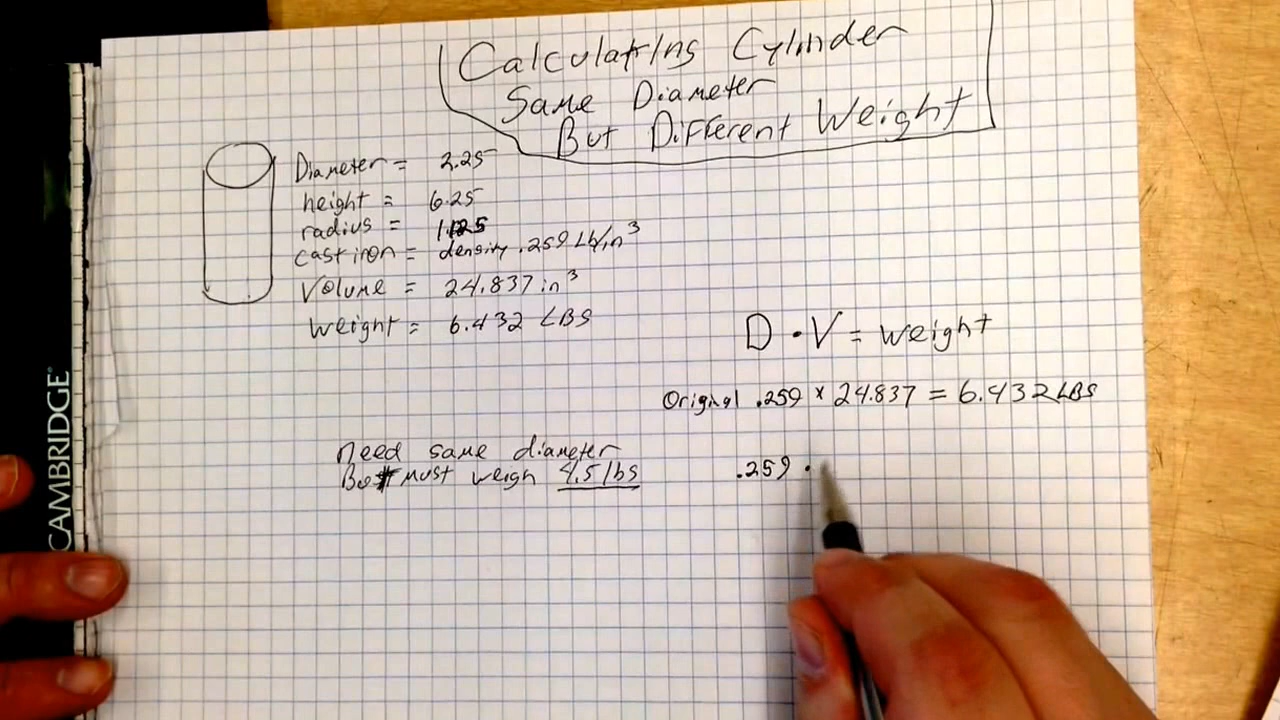 Calculating Cylinder
Same Diameter
But Different Weight
Diameter = 2.25
height = 6.25
radius = 1.125
cast iron = density .259 Lb/in³
Volume = 24.837 in³
weight = 6.432 LBS
D · V = weight
Original .259 × 24.837 = 6.432 LBS
need same diameter
But must weigh 4.5 lbs
.259 ·
CAMBRIDGE